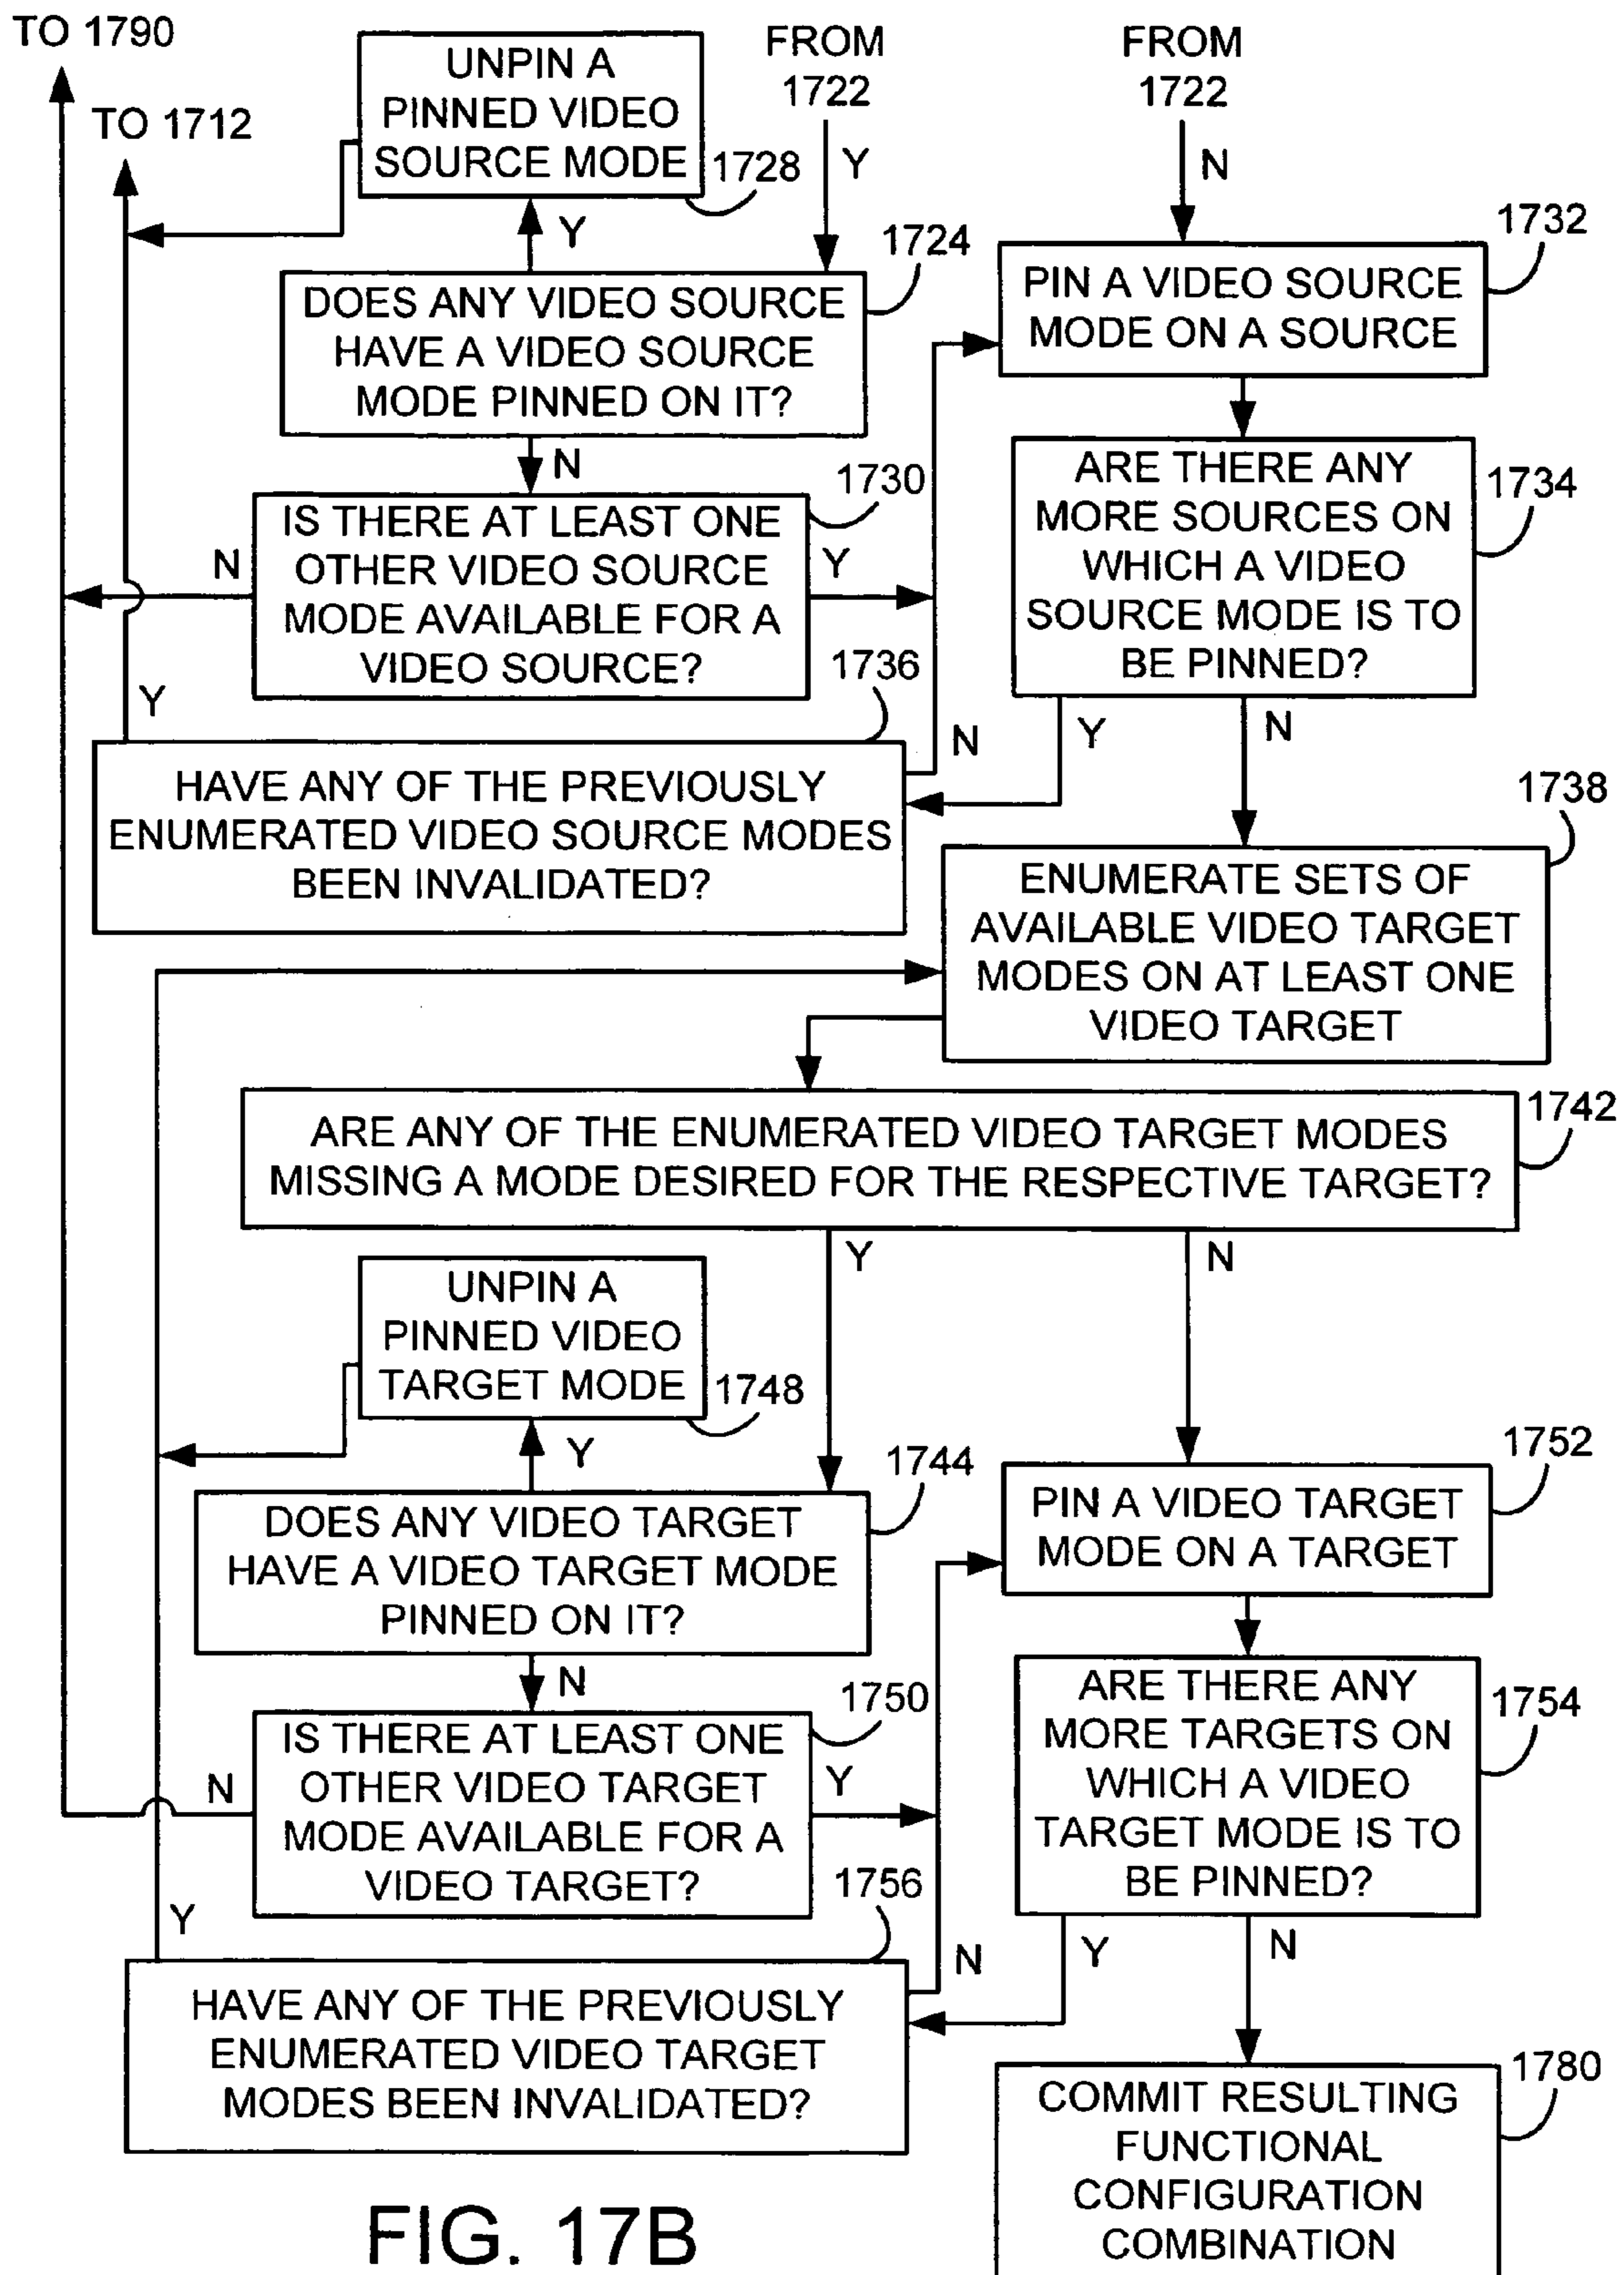 TO 1790
TO 1712
UNPIN A
PINNED VIDEO
SOURCE MODE
1728
FROM
1722
Y
FROM
1722
N
Y
1724
DOES ANY VIDEO SOURCE
HAVE A VIDEO SOURCE
MODE PINNED ON IT?
1732
PIN A VIDEO SOURCE
MODE ON A SOURCE
N
1730
IS THERE AT LEAST ONE
OTHER VIDEO SOURCE
MODE AVAILABLE FOR A
VIDEO SOURCE?
N
Y
1734
ARE THERE ANY
MORE SOURCES ON
WHICH A VIDEO
SOURCE MODE IS TO
BE PINNED?
Y
1736
HAVE ANY OF THE PREVIOUSLY
ENUMERATED VIDEO SOURCE MODES
BEEN INVALIDATED?
N
Y
N
1738
ENUMERATE SETS OF
AVAILABLE VIDEO TARGET
MODES ON AT LEAST ONE
VIDEO TARGET
1742
ARE ANY OF THE ENUMERATED VIDEO TARGET MODES
MISSING A MODE DESIRED FOR THE RESPECTIVE TARGET?
Y
N
UNPIN A
PINNED VIDEO
TARGET MODE
1748
Y
1744
DOES ANY VIDEO TARGET
HAVE A VIDEO TARGET MODE
PINNED ON IT?
1752
PIN A VIDEO TARGET
MODE ON A TARGET
N
1750
IS THERE AT LEAST ONE
OTHER VIDEO TARGET
MODE AVAILABLE FOR A
VIDEO TARGET?
N
Y
1754
ARE THERE ANY
MORE TARGETS ON
WHICH A VIDEO
TARGET MODE IS TO
BE PINNED?
Y
1756
HAVE ANY OF THE PREVIOUSLY
ENUMERATED VIDEO TARGET
MODES BEEN INVALIDATED?
N
Y
N
1780
COMMIT RESULTING
FUNCTIONAL
CONFIGURATION
COMBINATION
FIG. 17B